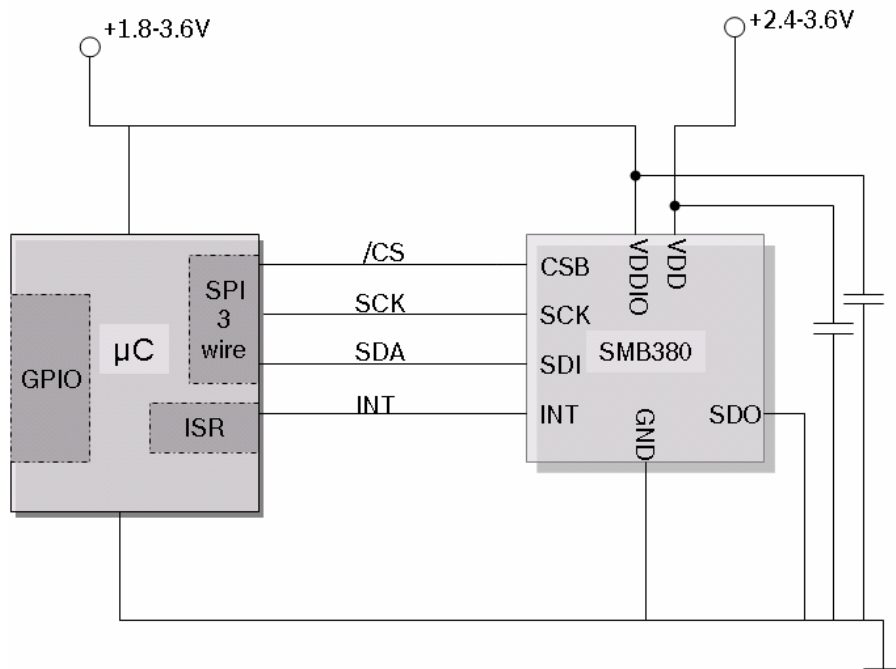 +1.8-3.6V
+2.4-3.6V
/CS
SCK
SDA
INT
SPI
3
wire
GPIO
µC
ISR
CSB
SCK
SDI
INT
VDDIO
VDD
SMB380
GND
SDO